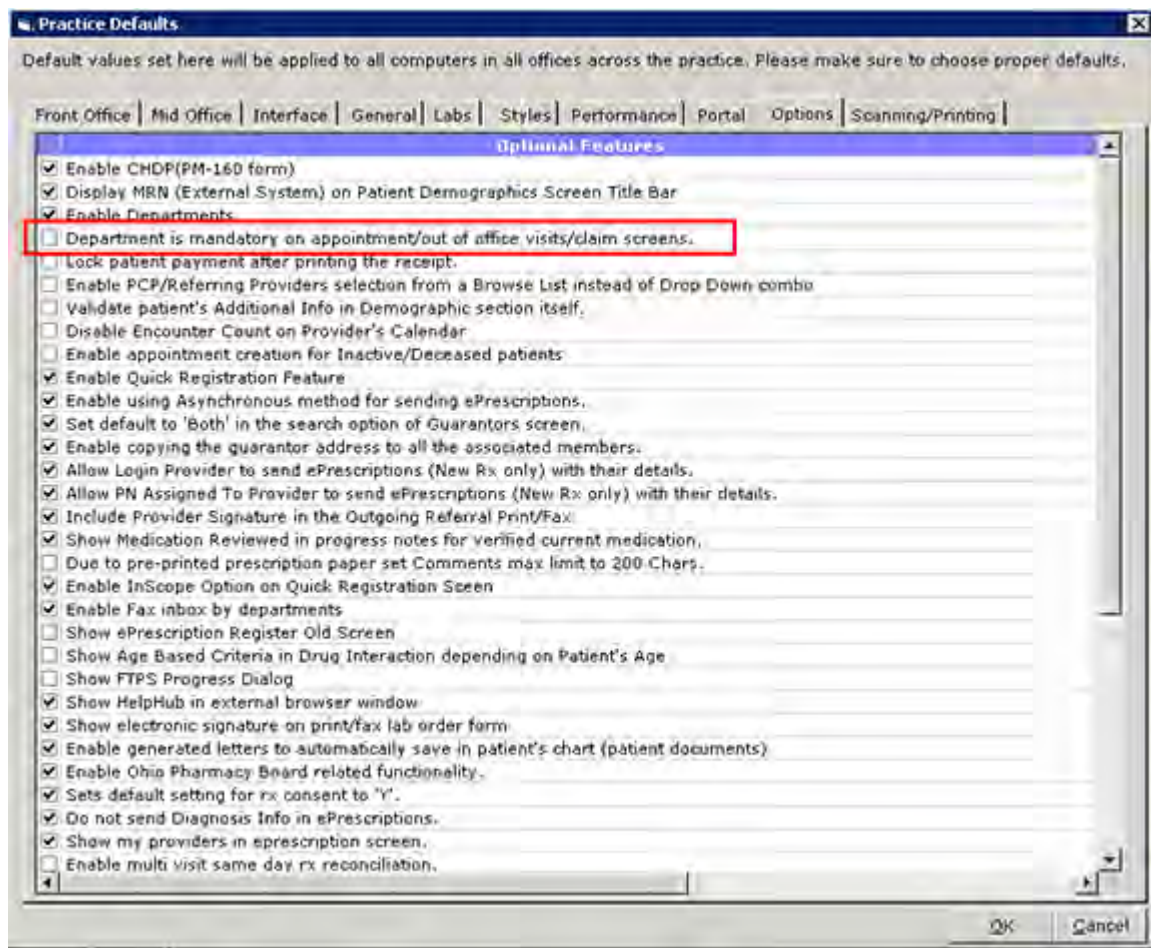 Practice Defaults
Default values set here will be applied to all computers in all offices across the practice. Please make sure to choose proper defaults.
Front Office Mid Office Interface General Labs Styles Performance Portal Options Scanning/Printing
Optional Features
Enable CHDP(PM-160 form)
Display MRN (External System) on Patient Demographics Screen Title Bar
Enable Departments
Department is mandatory on appointment/out of office visits/claim screens.
Lock patient payment after printing the receipt.
Enable PCP/Referring Providers selection from a Browse List instead of Drop Down combo
Validate patient's Additional Info in Demographic section itself.
Disable Encounter Count on Provider's Calendar
Enable appointment creation for Inactive/Deceased patients
Enable Quick Registration Feature
Enable using Asynchronous method for sending ePrescriptions.
Set default to 'Both' in the search option of Guarantors screen.
Enable copying the guarantor address to all the associated members.
Allow Login Provider to send ePrescriptions (New Rx only) with their details.
Allow PN Assigned To Provider to send ePrescriptions (New Rx only) with their details.
Include Provider Signature in the Outgoing Referral Print/Fax
Show Medication Reviewed in progress notes for verified current medication.
Due to pre-printed prescription paper set Comments max limit to 200 Chars.
Enable InScope Option on Quick Registration Sceen
Enable Fax inbox by departments
Show ePrescription Register Old Screen
Show Age Based Criteria in Drug Interaction depending on Patient's Age
Show FTPS Progress Dialog
Show HelpHub in external browser window
Show electronic signature on print/fax lab order form
Enable generated letters to automatically save in patient's chart (patient documents)
Enable Ohio Pharmacy Board related functionality.
Sets default setting for rx consent to 'Y'.
Do not send Diagnosis Info in ePrescriptions.
Show my providers in eprescription screen.
Enable multi visit same day rx reconciliation.
OK Cancel